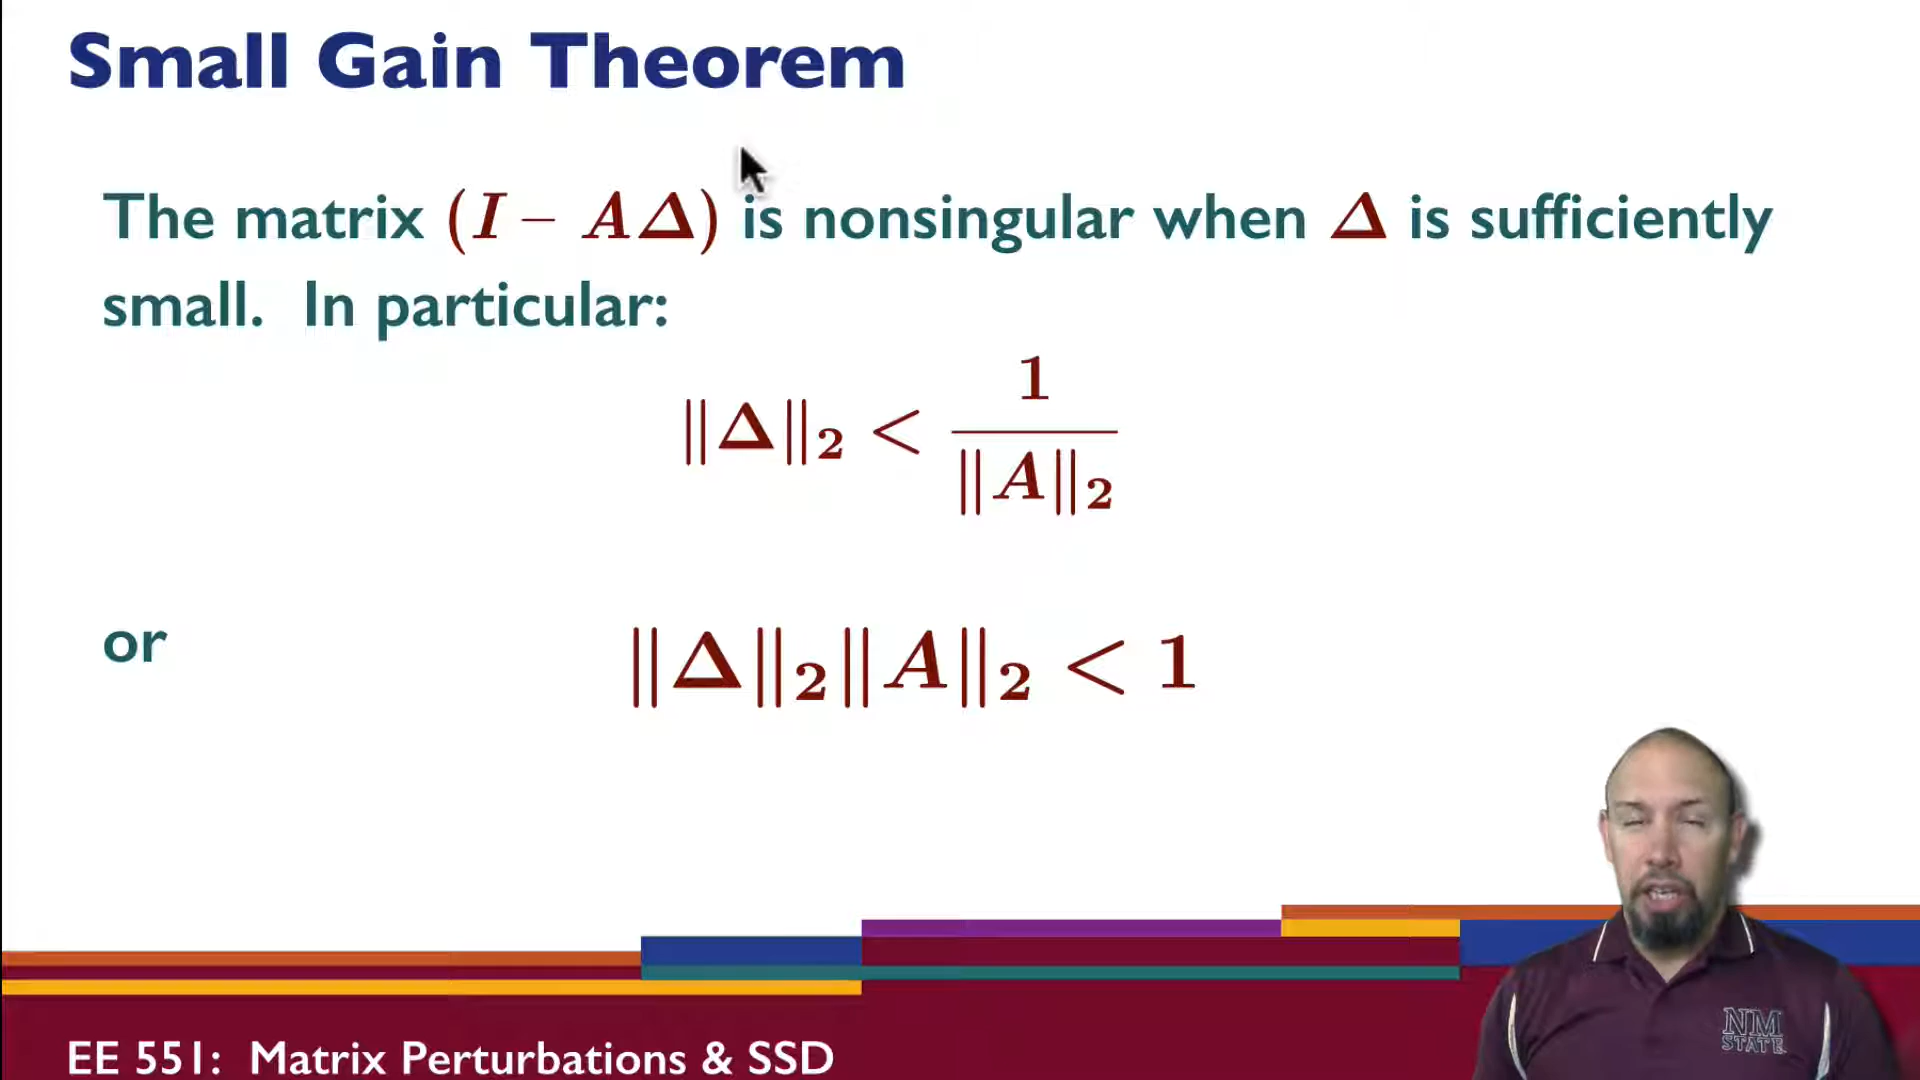 Small Gain Theorem
The matrix (I − AΔ) is nonsingular when Δ is sufficiently
small. In particular:
‖Δ‖₂ < 1 / ‖A‖₂
or
‖Δ‖₂‖A‖₂ < 1
NM
STATE
EE 551: Matrix Perturbations & SSD